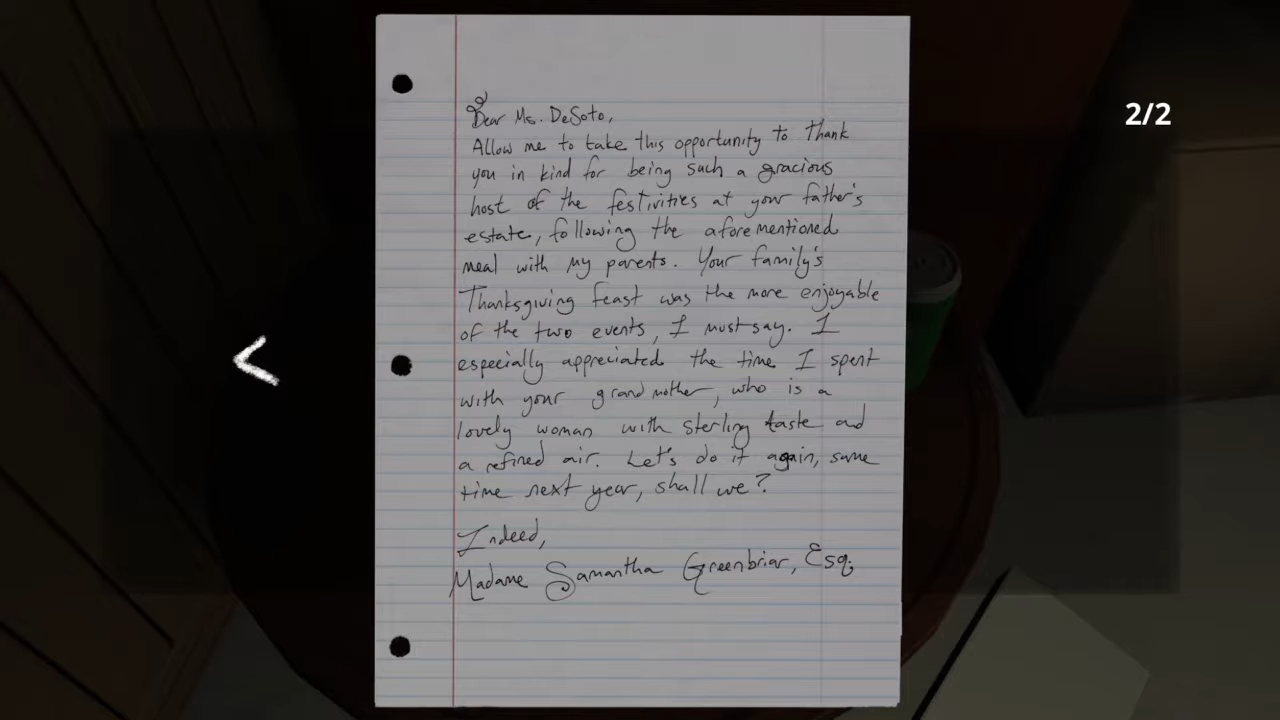 2/2
Dear Ms. DeSoto,
Allow me to take this opportunity to thank
you in kind for being such a gracious
host of the festivities at your father's
estate, following the aforementioned
meal with my parents. Your family's
Thanksgiving feast was the more enjoyable
of the two events, I must say. I
especially appreciated the time I spent
with your grandmother, who is a
lovely woman with sterling taste and
a refined air. Let's do it again, same
time next year, shall we?
Indeed,
Madame Samantha Greenbriar, Esq.